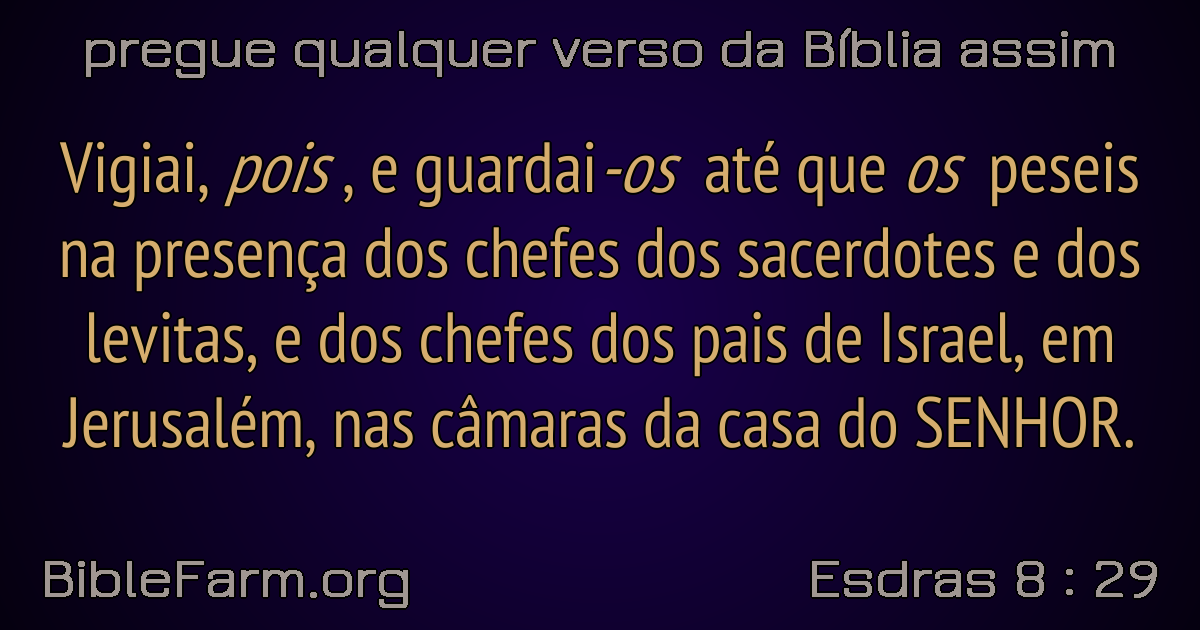 pregue qualquer verso da Bíblia assim
Vigiai, pois , e guardai-os até que os peseis
na presença dos chefes dos sacerdotes e dos
levitas, e dos chefes dos pais de Israel, em
Jerusalém, nas câmaras da casa do SENHOR.
BibleFarm.org
Esdras 8 : 29